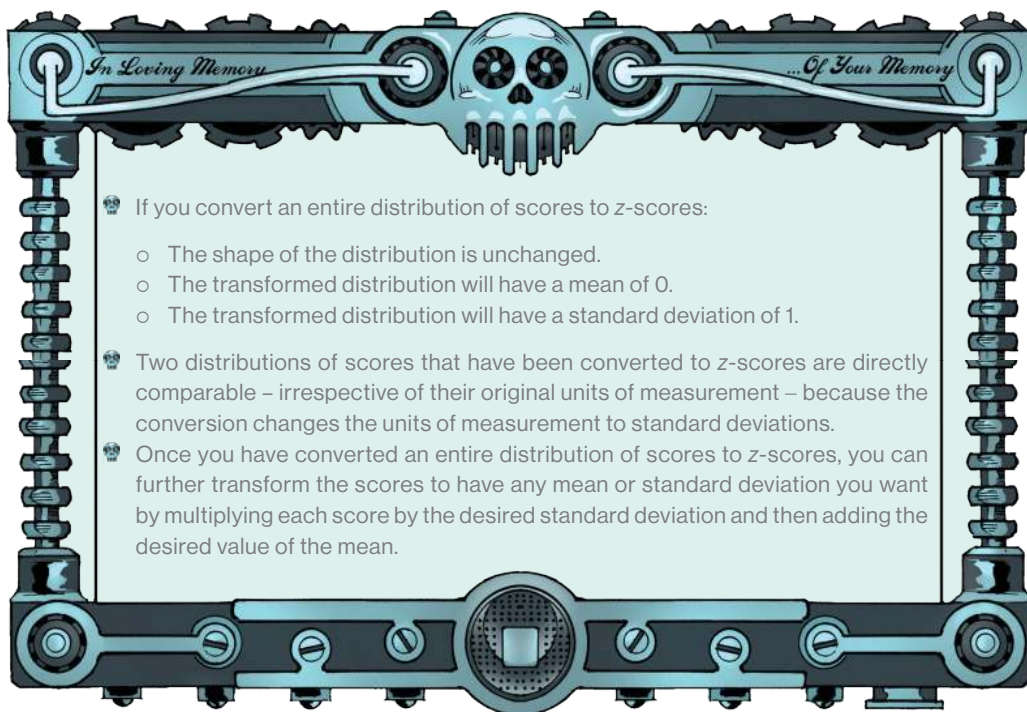 In Loving Memory
...Of Your Memory
If you convert an entire distribution of scores to z-scores:
The shape of the distribution is unchanged.
The transformed distribution will have a mean of 0.
The transformed distribution will have a standard deviation of 1.
Two distributions of scores that have been converted to z-scores are directly
comparable – irrespective of their original units of measurement – because the
conversion changes the units of measurement to standard deviations.
Once you have converted an entire distribution of scores to z-scores, you can
further transform the scores to have any mean or standard deviation you want
by multiplying each score by the desired standard deviation and then adding the
desired value of the mean.